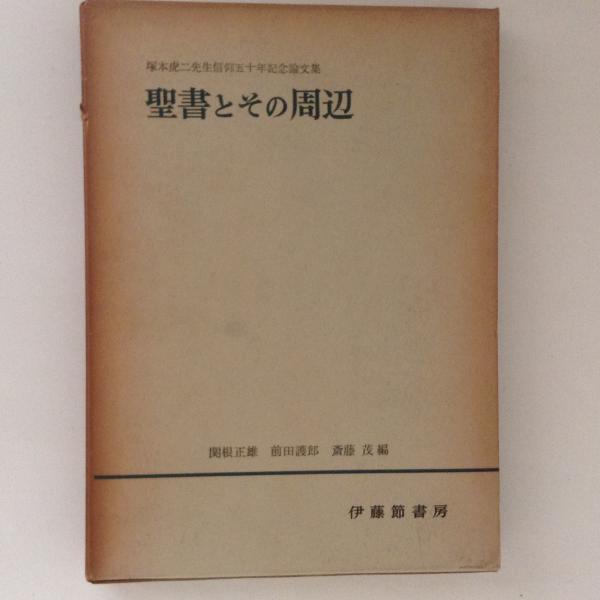 塚本虎二先生信仰五十年記念論文集
聖書とその周辺
関根正雄 前田護郎 斎藤 茂 編
伊藤節書房